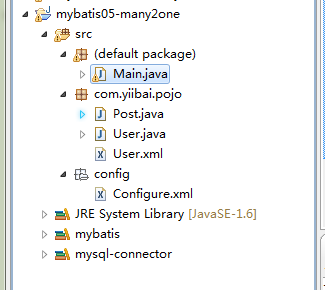 mybatis05-many2one
src
(default package)
Main.java
com.yiibai.pojo
Post.java
User.java
User.xml
config
Configure.xml
JRE System Library [JavaSE-1.6]
mybatis
mysql-connector